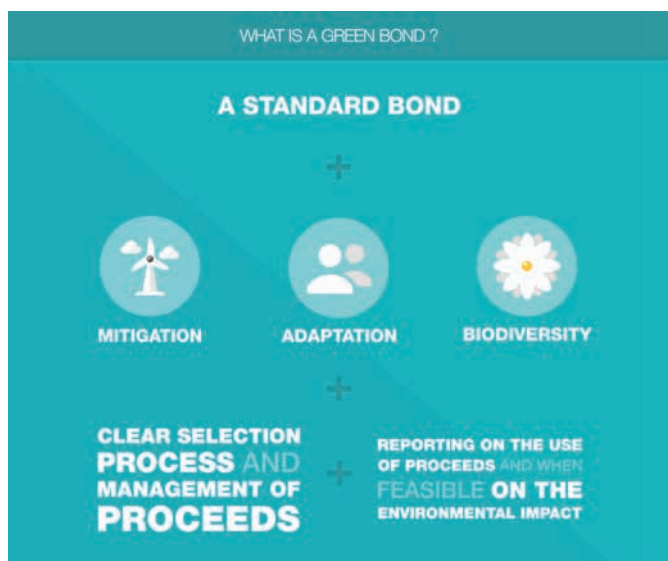 WHAT IS A GREEN BOND ?
A STANDARD BOND
+
MITIGATION
ADAPTATION
BIODIVERSITY
+
CLEAR SELECTION
PROCESS AND
MANAGEMENT OF
PROCEEDS
+
REPORTING ON THE USE
OF PROCEEDS AND WHEN
FEASIBLE ON THE
ENVIRONMENTAL IMPACT